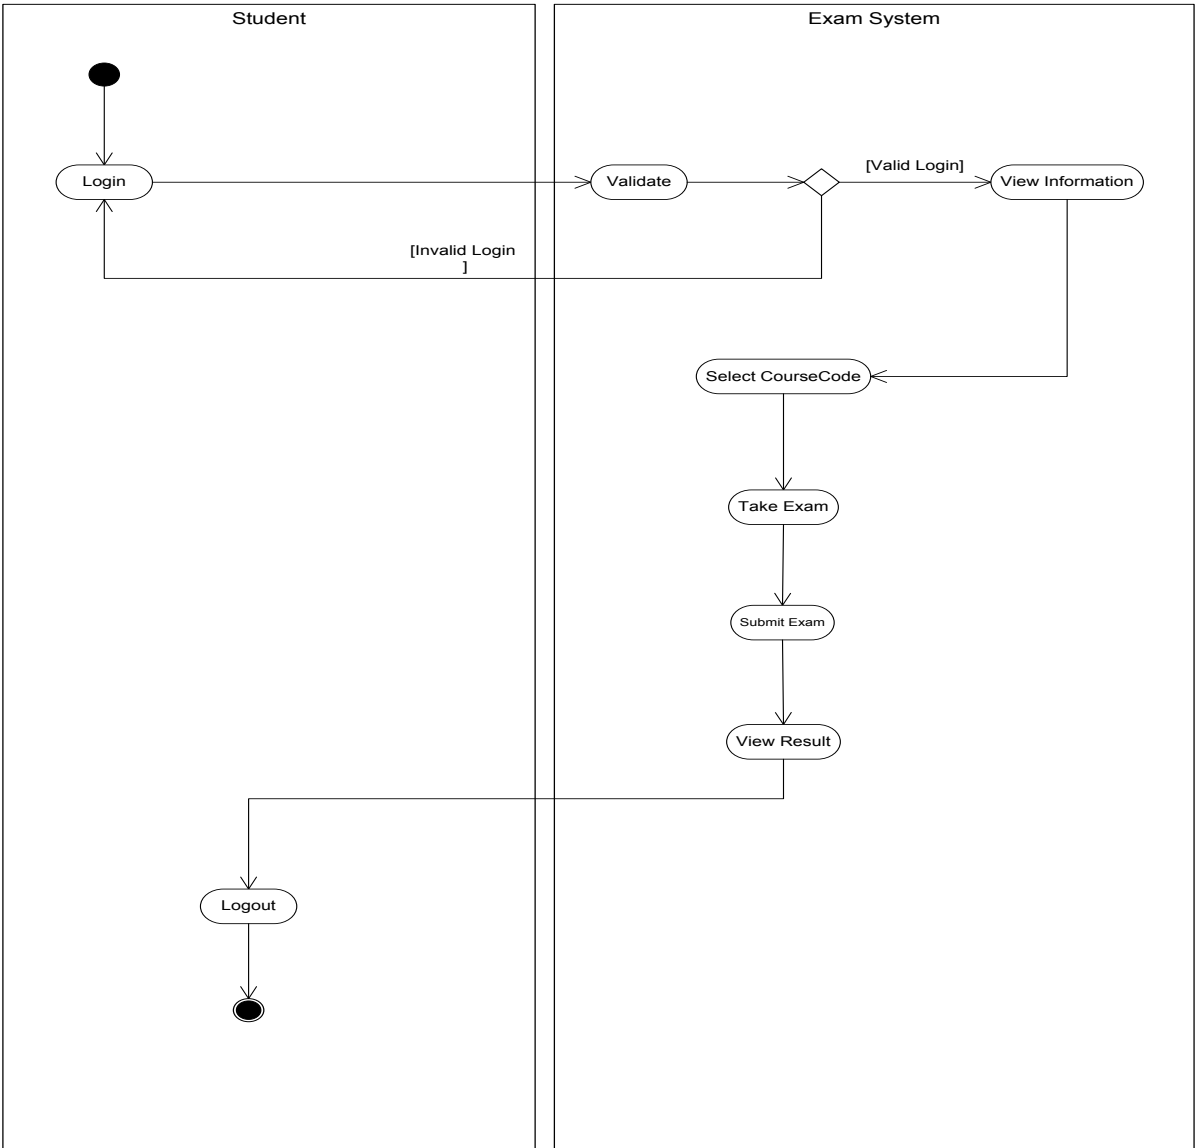 Student
Exam System
Login
Validate
[Valid Login]
View Information
[Invalid Login
]
Select CourseCode
Take Exam
Submit Exam
View Result
Logout